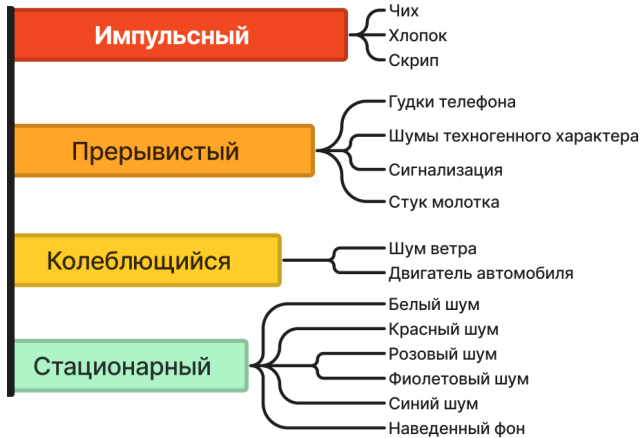 Импульсный
Чих
Хлопок
Скрип
Прерывистый
Гудки телефона
Шумы техногенного характера
Сигнализация
Стук молотка
Колеблющийся
Шум ветра
Двигатель автомобиля
Стационарный
Белый шум
Красный шум
Розовый шум
Фиолетовый шум
Синий шум
Наведенный фон